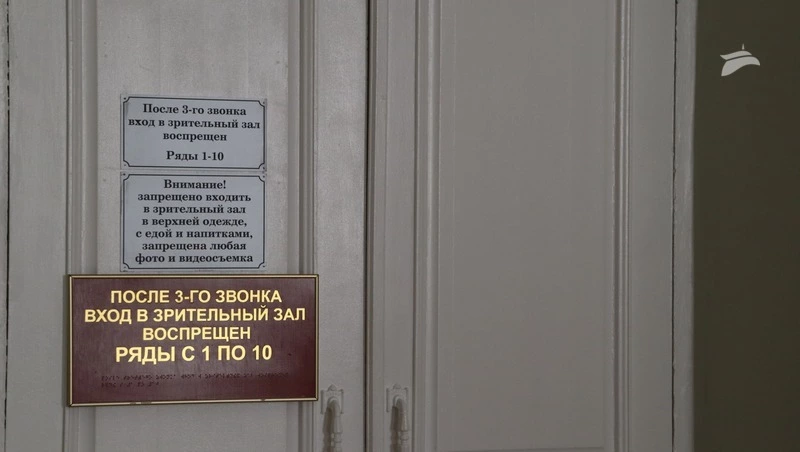 После 3-го звонка
вход в зрительный зал
воспрещен
Ряды 1-10
Внимание!
запрещено входить
в зрительный зал
в верхней одежде,
с едой и напитками,
запрещена любая
фото и видеосъемка
ПОСЛЕ 3-ГО ЗВОНКА
ВХОД В ЗРИТЕЛЬНЫЙ ЗАЛ
ВОСПРЕЩЕН
РЯДЫ С 1 ПО 10